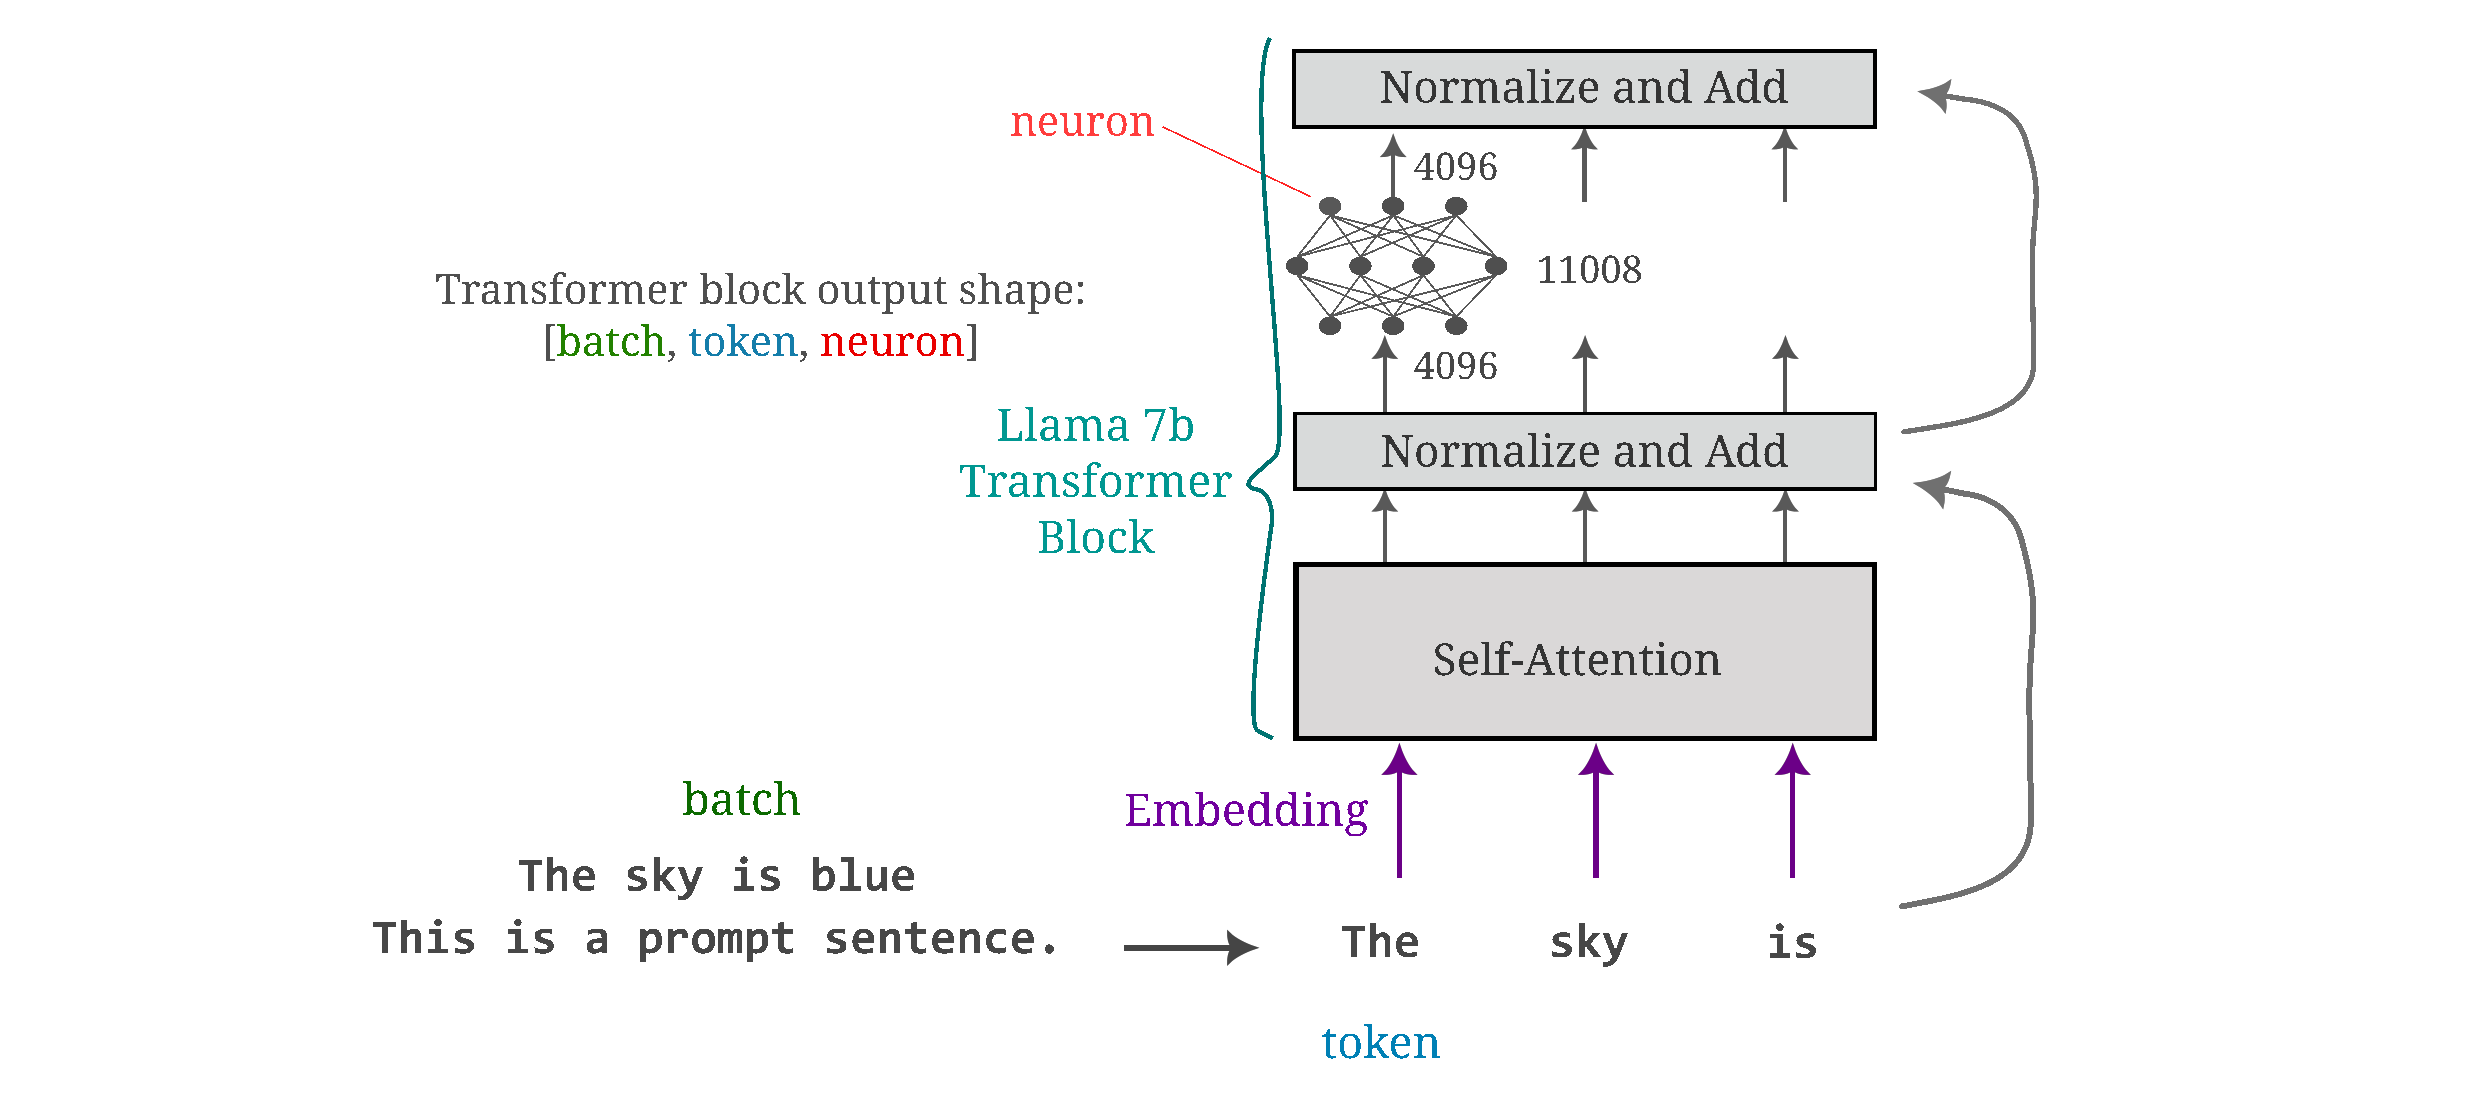 Normalize and Add
neuron
4096
11008
Transformer block output shape:
[batch, token, neuron]
4096
Llama 7b
Transformer
Block
Normalize and Add
Self-Attention
batch
Embedding
The sky is blue
This is a prompt sentence.
The sky is
token